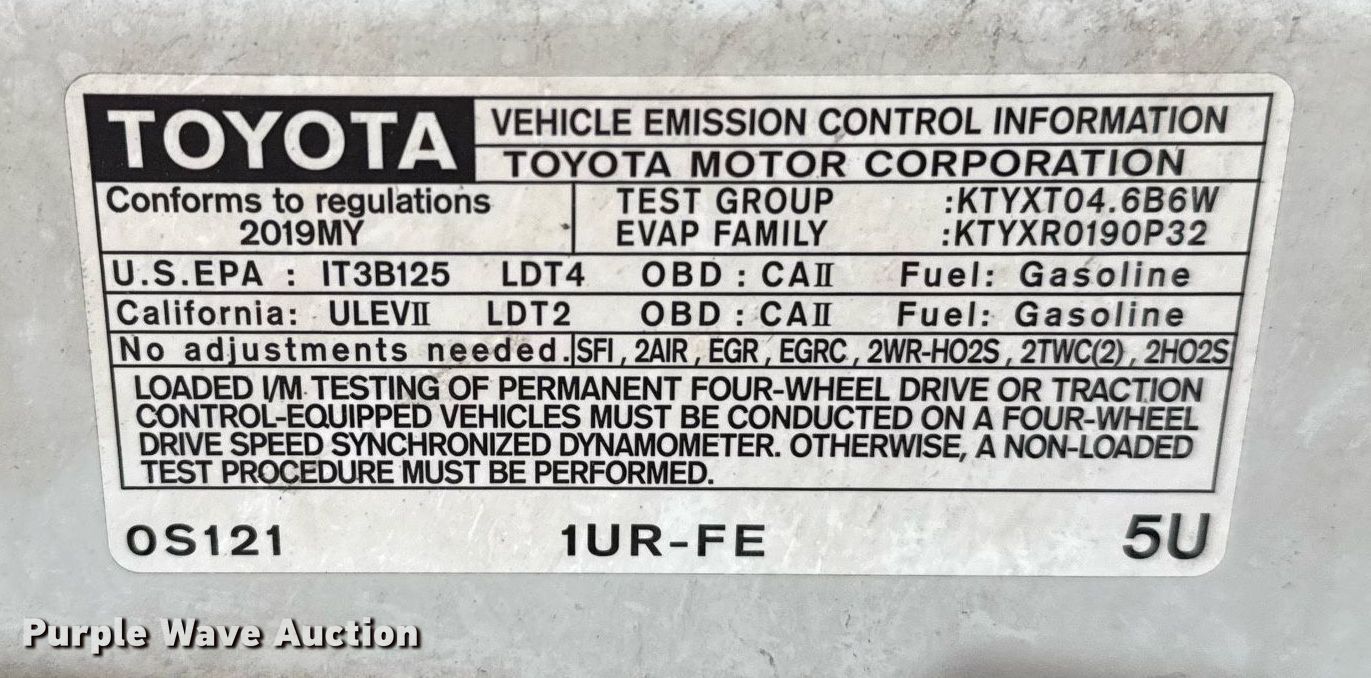 TOYOTA
VEHICLE EMISSION CONTROL INFORMATION
TOYOTA MOTOR CORPORATION
Conforms to regulations
2019MY
TEST GROUP :KTYXT04.6B6W
EVAP FAMILY :KTYXR0190P32
U.S.EPA : IT3B125 LDT4 OBD : CAII Fuel: Gasoline
California: ULEVII LDT2 OBD : CAII Fuel: Gasoline
No adjustments needed. SFI , 2AIR , EGR , EGRC , 2WR-HO2S , 2TWC(2) , 2HO2S
LOADED I/M TESTING OF PERMANENT FOUR-WHEEL DRIVE OR TRACTION
CONTROL-EQUIPPED VEHICLES MUST BE CONDUCTED ON A FOUR-WHEEL
DRIVE SPEED SYNCHRONIZED DYNAMOMETER. OTHERWISE, A NON-LOADED
TEST PROCEDURE MUST BE PERFORMED.
0S121 1UR-FE 5U
Purple Wave Auction